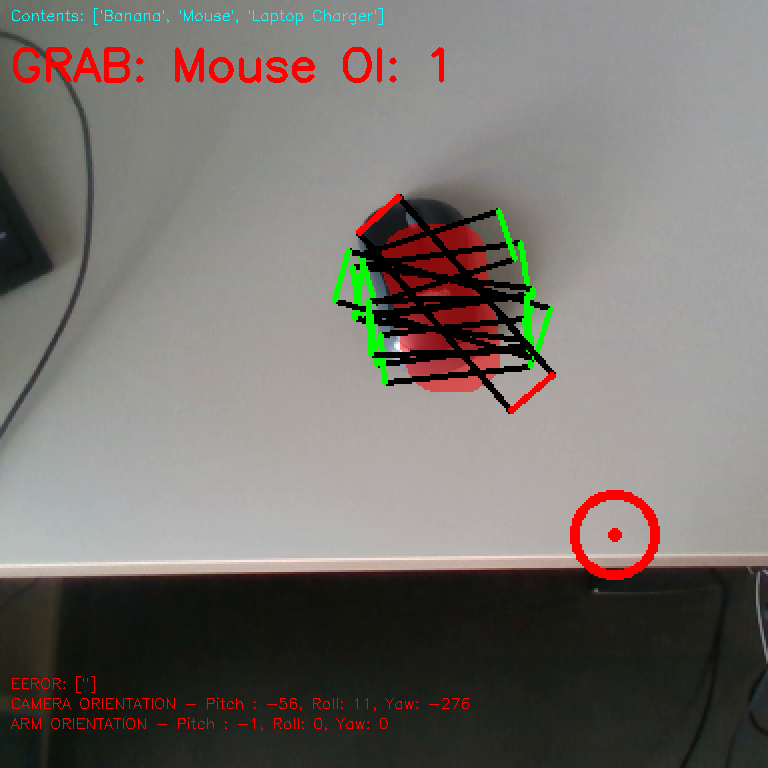 Contents: ['Banana', 'Mouse', 'Laptop Charger']
GRAB: Mouse OI: 1
EEROR: ['']
CAMERA ORIENTATION - Pitch : -56, Roll: 11, Yaw: -276
ARM ORIENTATION - Pitch : -1, Roll: 0, Yaw: 0